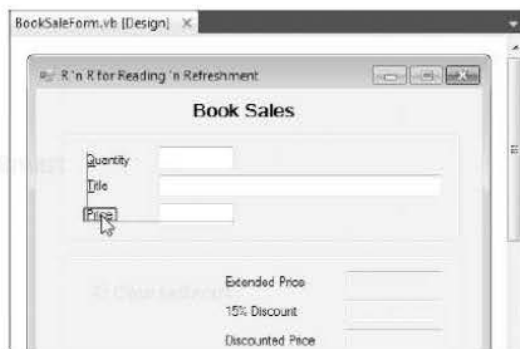 BookSaleForm.vb [Design] ×
R 'n R for Reading 'n Refreshment
Book Sales
Quantity
Title
Price
Extended Price
15% Discount
Discounted Price